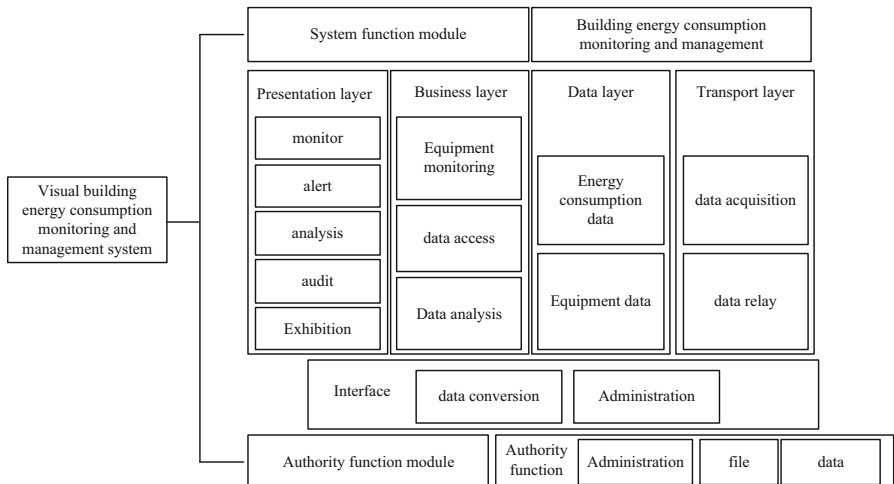 System function module
Building energy consumption
monitoring and management
Presentation layer
monitor
alert
analysis
audit
Exhibition
Business layer
Equipment
monitoring
data access
Data analysis
Data layer
Energy
consumption
data
Equipment data
Transport layer
data acquisition
data relay
Visual building
energy consumption
monitoring and
management system
Interface
data conversion
Administration
Authority function module
Authority
function
Administration
file
data